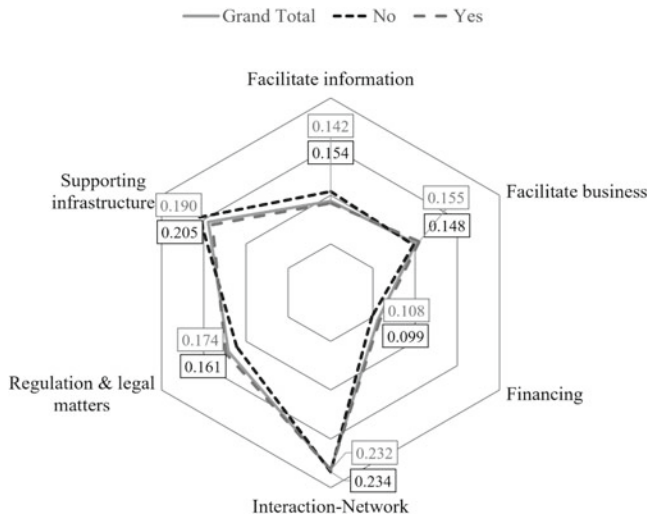 Grand Total No Yes
Facilitate information
0.142
0.154
Supporting
infrastructure
0.190
0.205
0.155
0.148
Facilitate business
0.108
0.099
0.174
0.161
Regulation & legal
matters
Financing
0.232
0.234
Interaction-Network